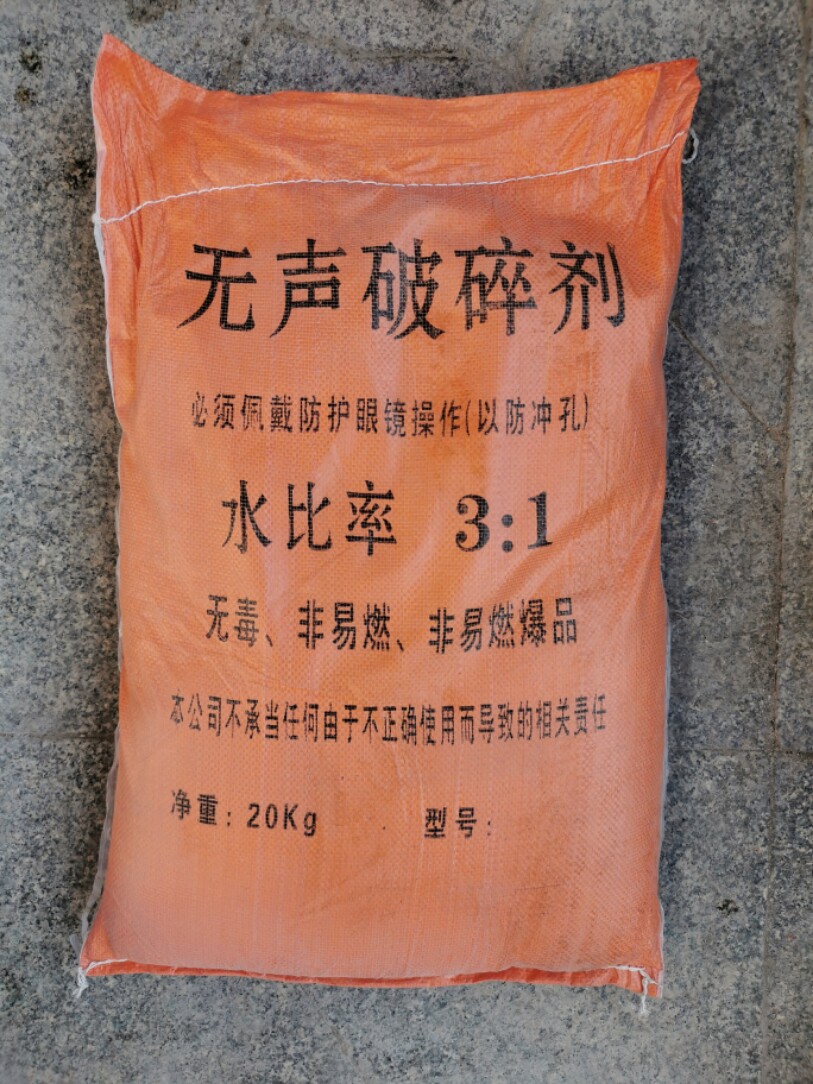 无声破碎剂
必须佩戴防护眼镜操作(以防冲孔)
水比率 3:1
无毒、非易燃、非易燃爆品
本公司不承当任何由于不正确使用而导致的相关责任
净重: 20Kg 型号: